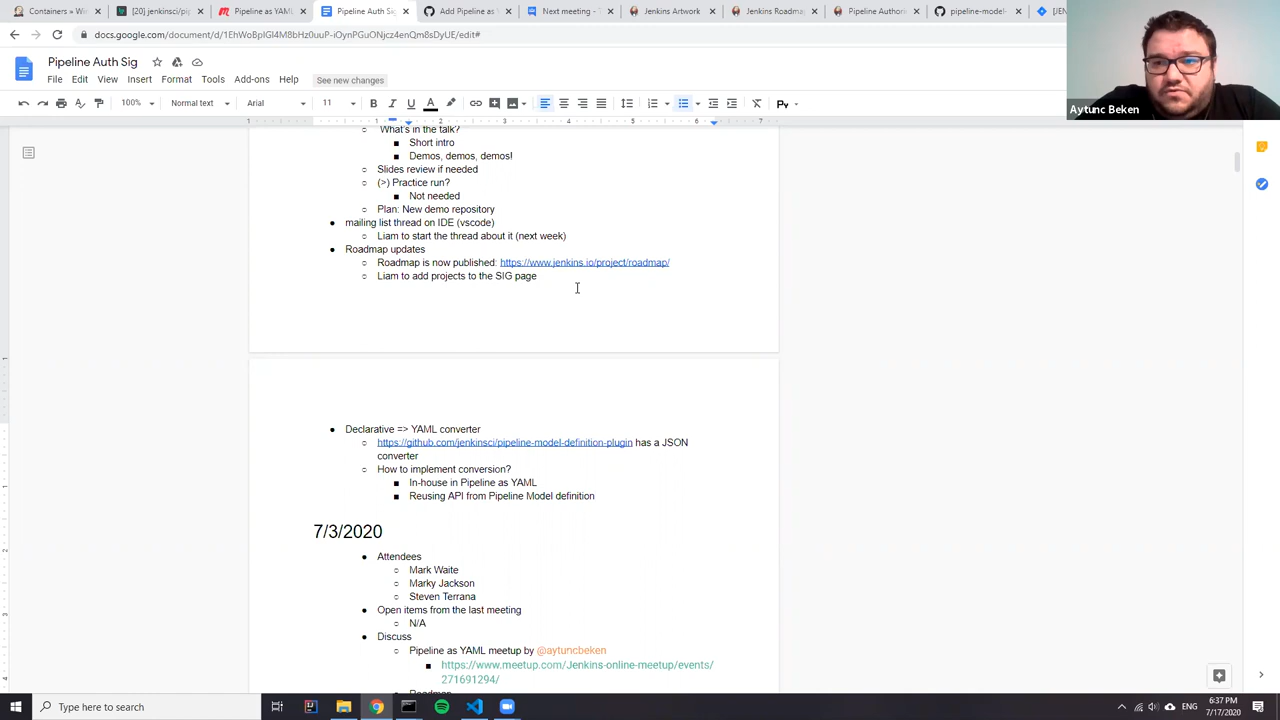 Containers × Wind
[20] jenkinsci/pip
Pipeline as YAML
Pipeline Auth Sig
Add Pipeline as Y
Next meeting - T
Jenkins Artwork
Jenkins Roadmap
Pipeline Authori
pipeline-model-
docs.google.com/document/d/1EhWoBpIGl4M8bHz0uuP-iOynPGuONjcz4enQm8sDyUE/edit#
Pipeline Auth Sig
File Edit View Insert Format Tools Add-ons Help See new changes
100% Normal text Arial 11
Aytunc Beken
What's in the talk?
Short intro
Demos, demos, demos!
Slides review if needed
(>) Practice run?
Not needed
Plan: New demo repository
mailing list thread on IDE (vscode)
Liam to start the thread about it (next week)
Roadmap updates
Roadmap is now published: https://www.jenkins.io/project/roadmap/
Liam to add projects to the SIG page
Declarative => YAML converter
https://github.com/jenkinsci/pipeline-model-definition-plugin has a JSON
converter
How to implement conversion?
In-house in Pipeline as YAML
Reusing API from Pipeline Model definition
7/3/2020
Attendees
Mark Waite
Marky Jackson
Steven Terrana
Open items from the last meeting
N/A
Discuss
Pipeline as YAML meetup by @aytuncbeken
https://www.meetup.com/Jenkins-online-meetup/events/
271691294/
Roadmap
Type here to search
ENG
6:37 PM
7/17/2020